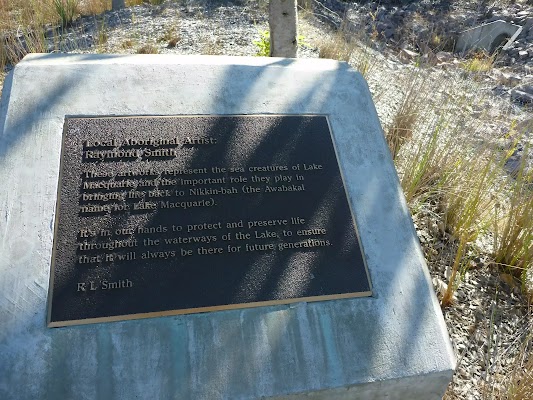 Local Aboriginal Artist:
Raymond Smith
These artworks represent the sea creatures of Lake
Macquarie and the important role they play in
bringing life back to Nikkin-bah (the Awabakal
name for Lake Macquarie).
It's in our hands to protect and preserve life
throughout the waterways of the Lake, to ensure
that it will always be there for future generations.
R L Smith